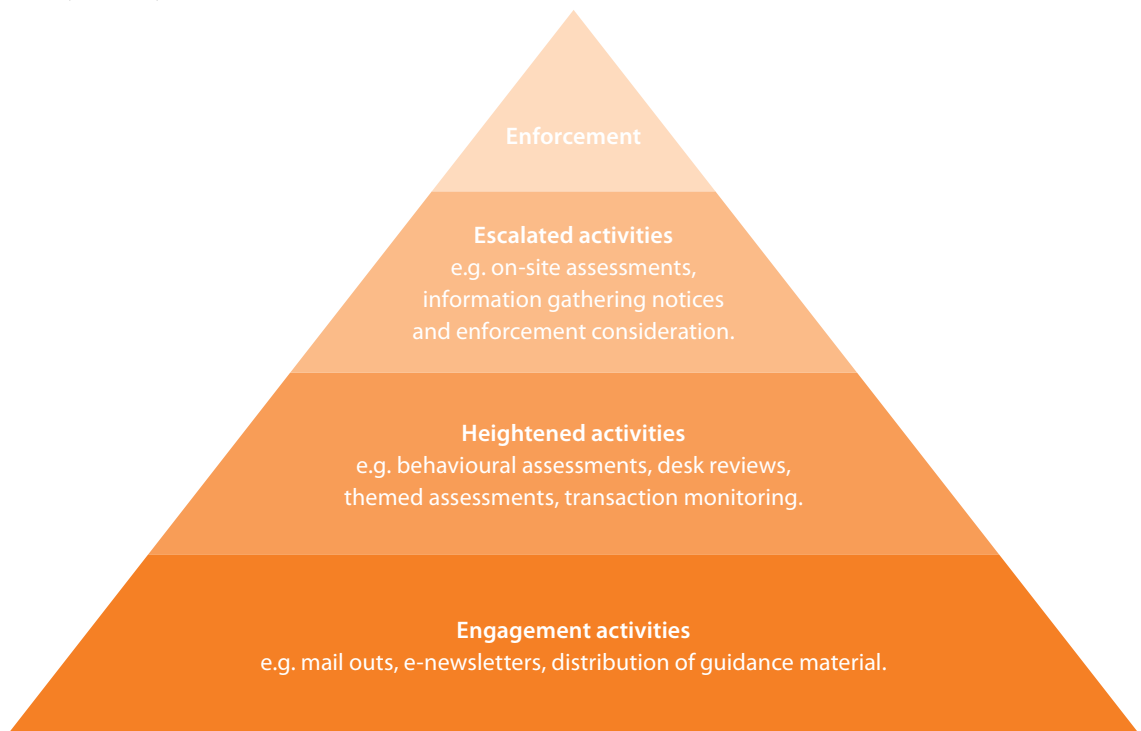 Enforcement
Escalated activities
e.g. on-site assessments,
information gathering notices
and enforcement consideration.
Heightened activities
e.g. behavioural assessments, desk reviews,
themed assessments, transaction monitoring.
Engagement activities
e.g. mail outs, e-newsletters, distribution of guidance material.